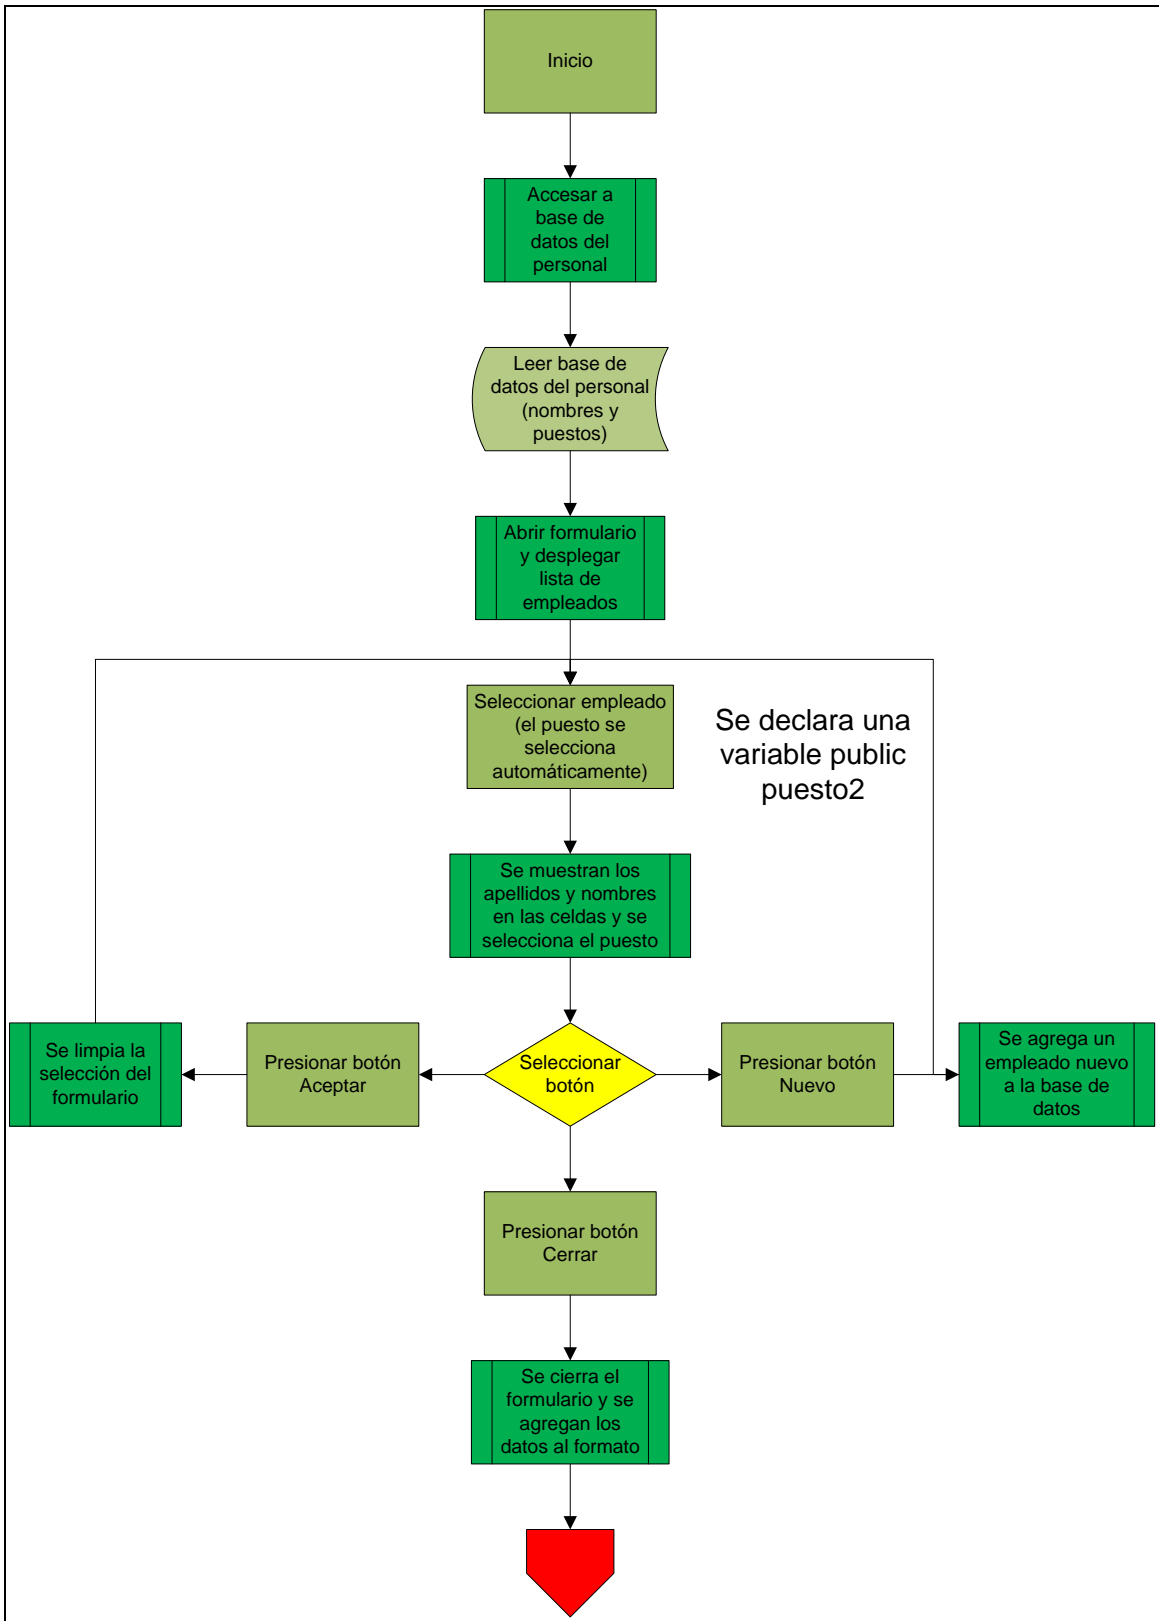 Inicio
Accesar a
base de
datos del
personal
Leer base de
datos del personal
(nombres y
puestos)
Abrir formulario
y desplegar
lista de
empleados
Seleccionar empleado
(el puesto se
selecciona
automáticamente)
Se declara una
variable public
puesto2
Se muestran los
apellidos y nombres
en las celdas y se
selecciona el puesto
Se limpia la
selección del
formulario
Presionar botón
Aceptar
Seleccionar
botón
Presionar botón
Nuevo
Se agrega un
empleado nuevo
a la base de
datos
Presionar botón
Cerrar
Se cierra el
formulario y se
agregan los
datos al formato